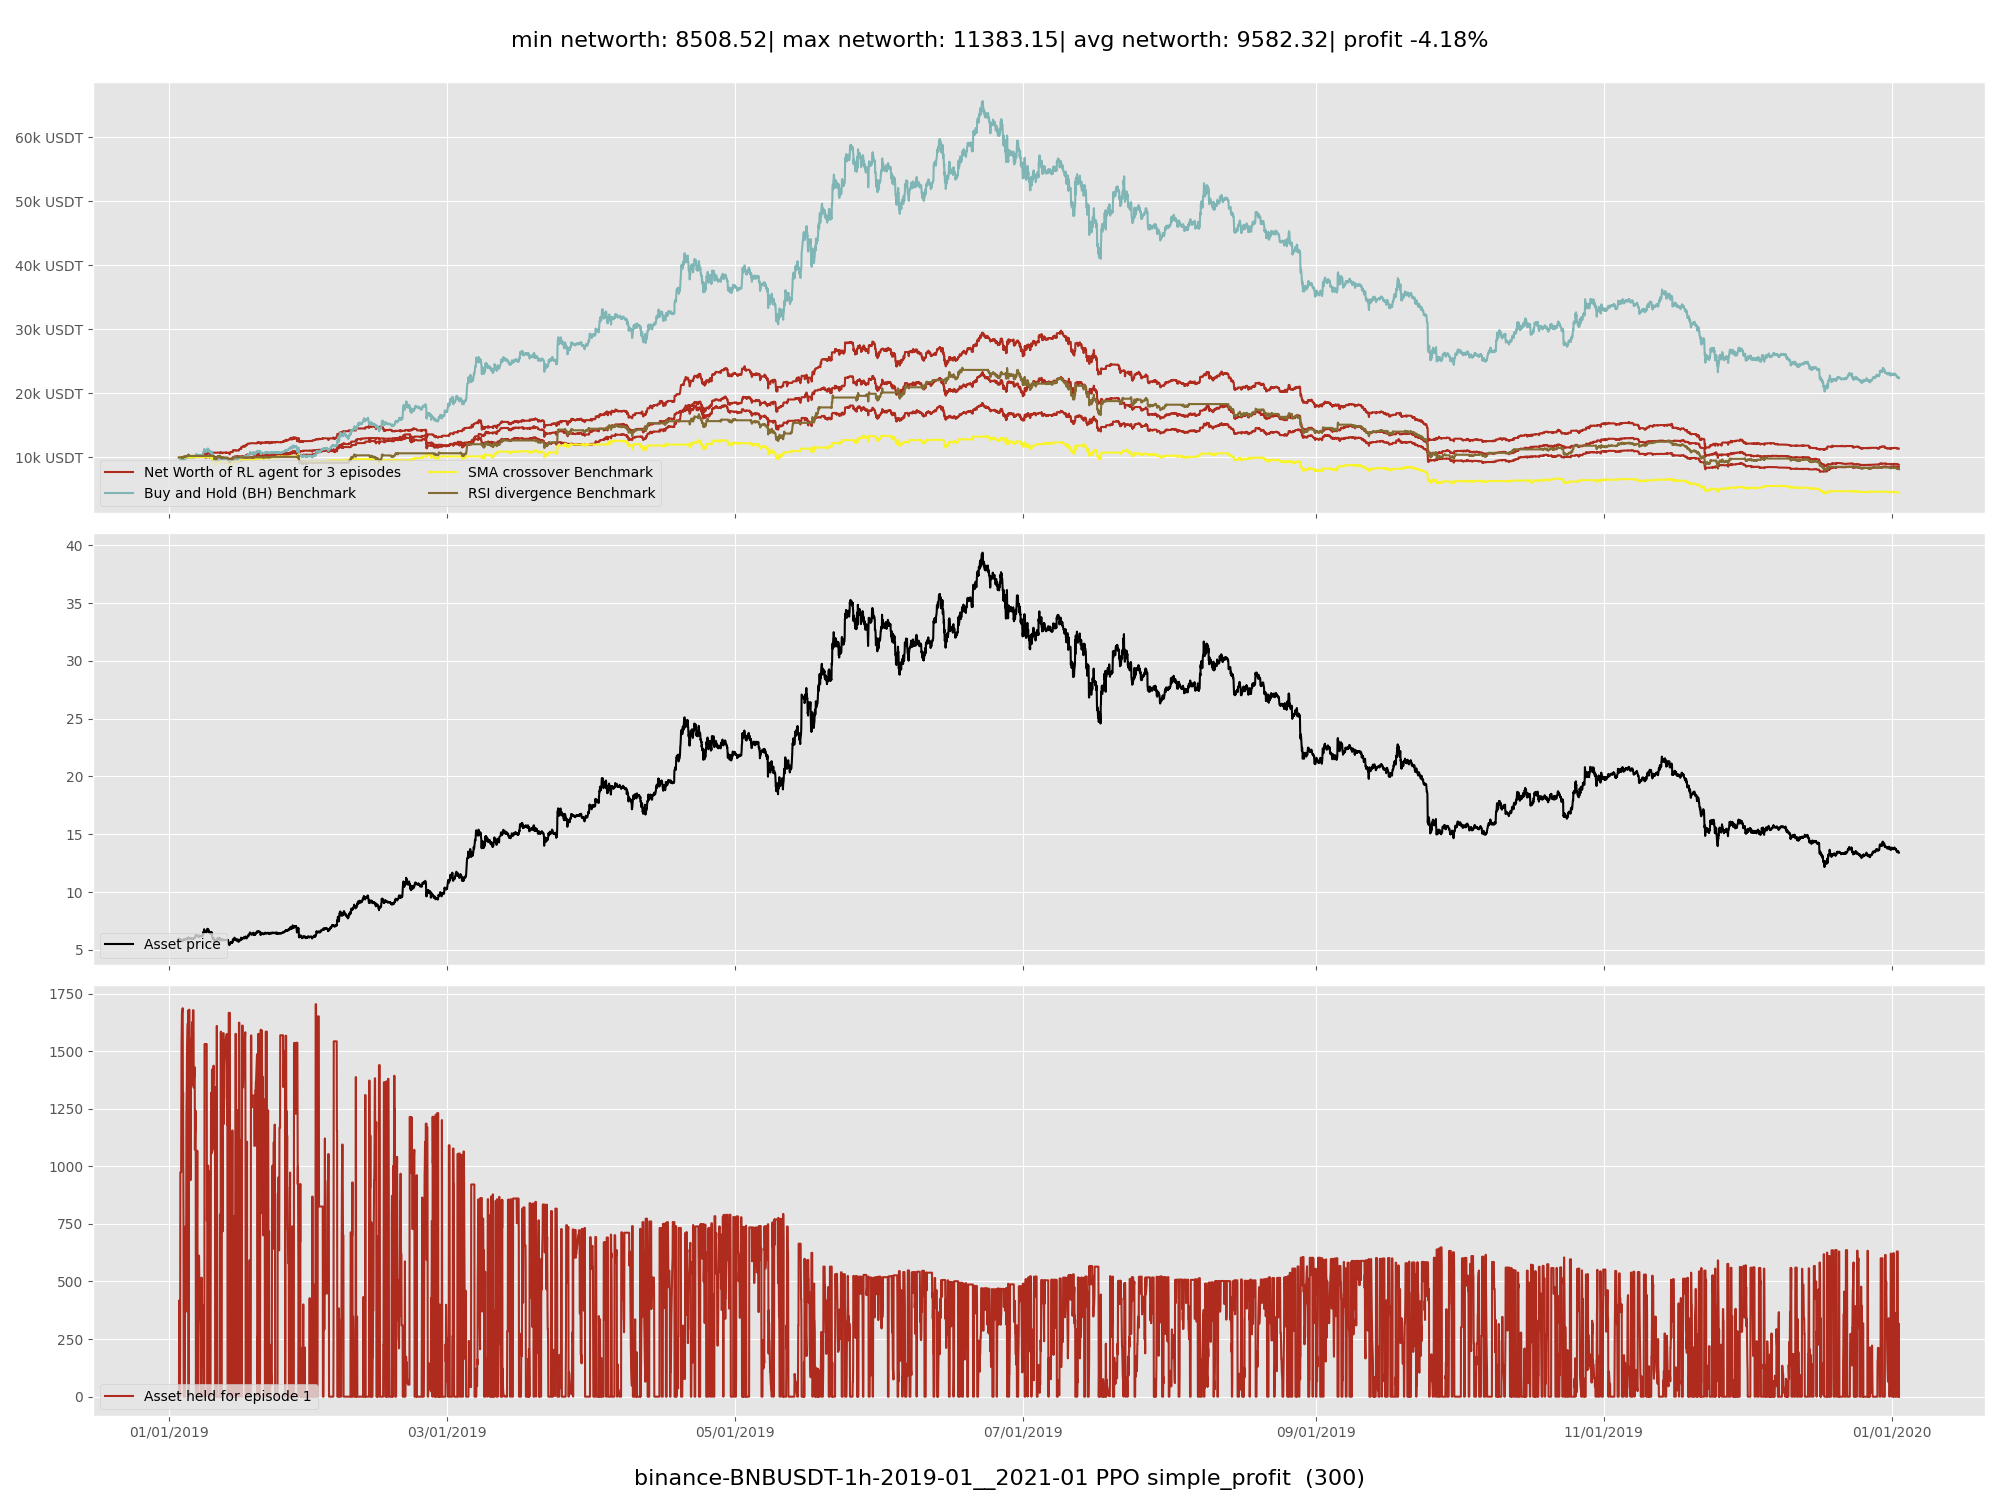 min networth: 8508.52| max networth: 11383.15| avg networth: 9582.32| profit -4.18%
60k USDT
50k USDT
40k USDT
30k USDT
20k USDT
10k USDT
Net Worth of RL agent for 3 episodes
Buy and Hold (BH) Benchmark
SMA crossover Benchmark
RSI divergence Benchmark
40
35
30
25
20
15
10
5
Asset price
1750
1500
1250
1000
750
500
250
0
Asset held for episode 1
01/01/2019 03/01/2019 05/01/2019 07/01/2019 09/01/2019 11/01/2019 01/01/2020
binance-BNBUSDT-1h-2019-01__2021-01 PPO simple_profit (300)